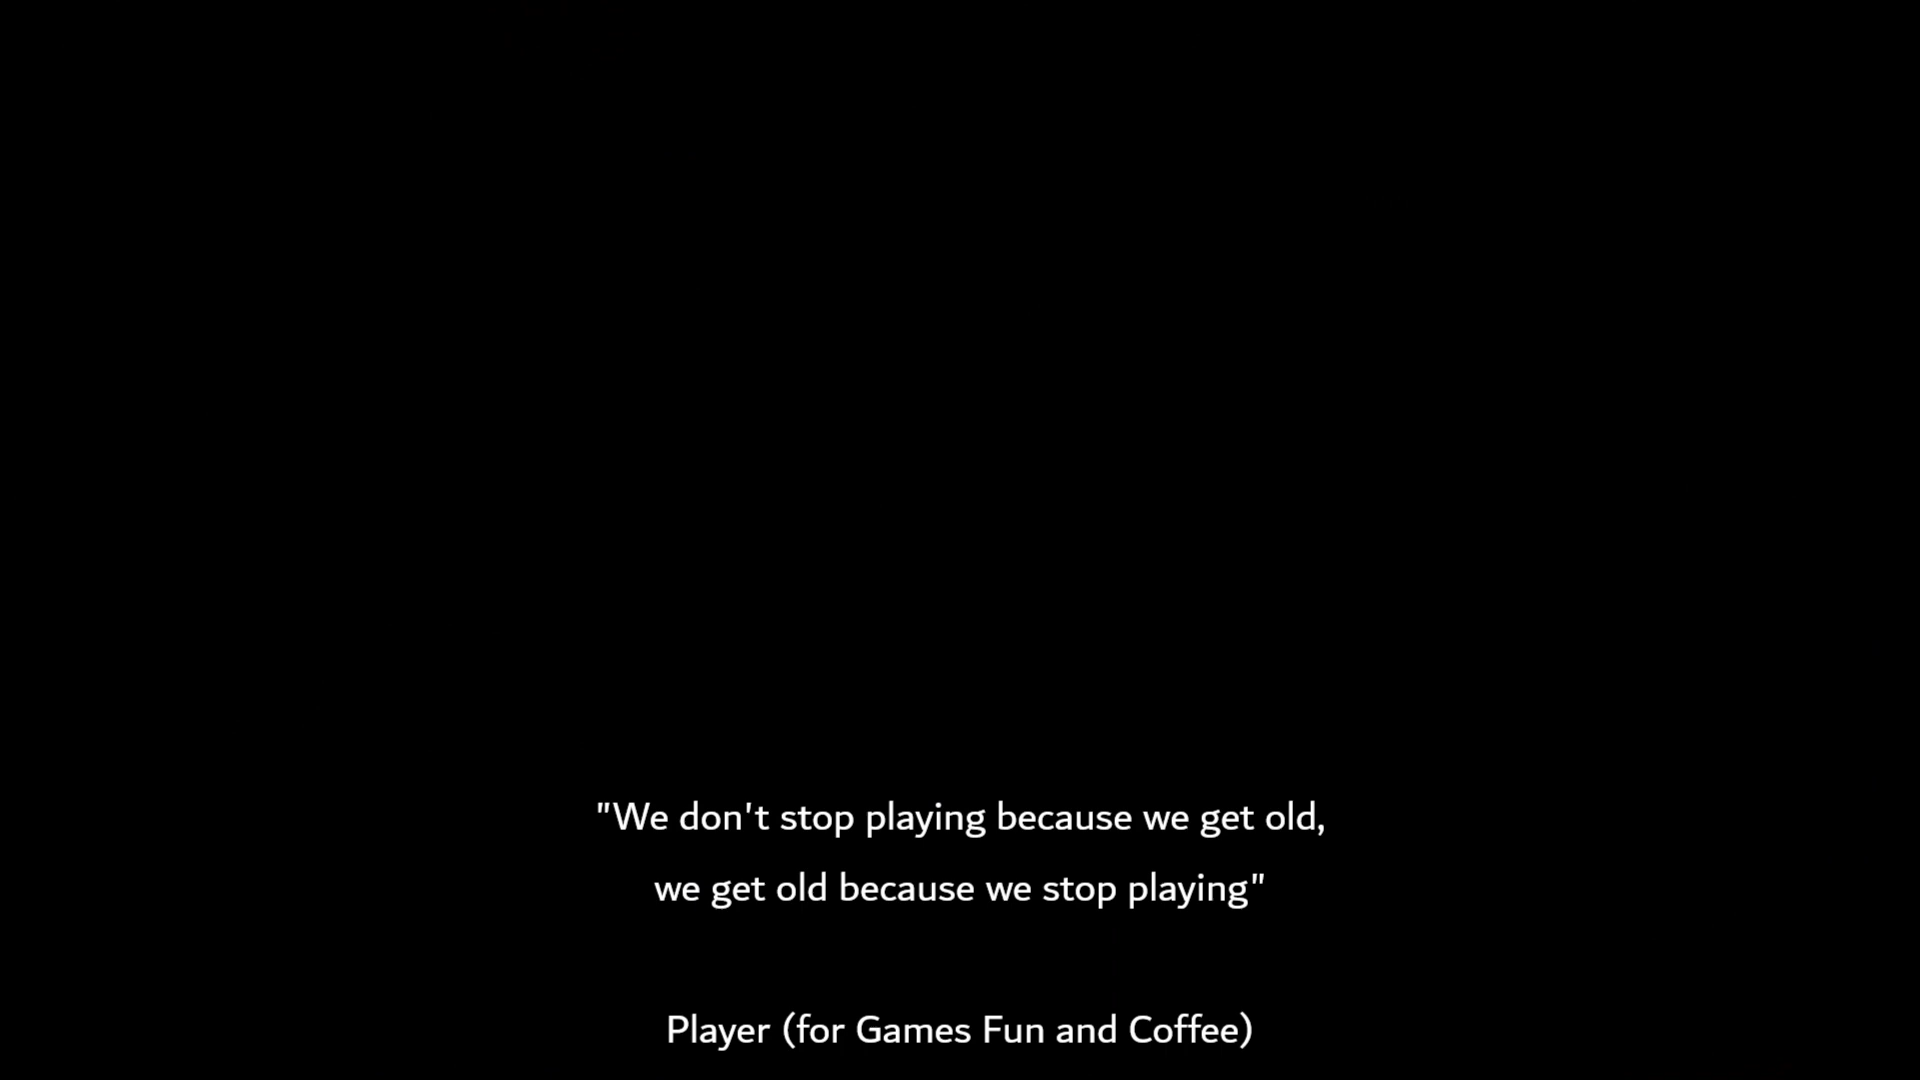 "We don't stop playing because we get old,
we get old because we stop playing"
Player (for Games Fun and Coffee)